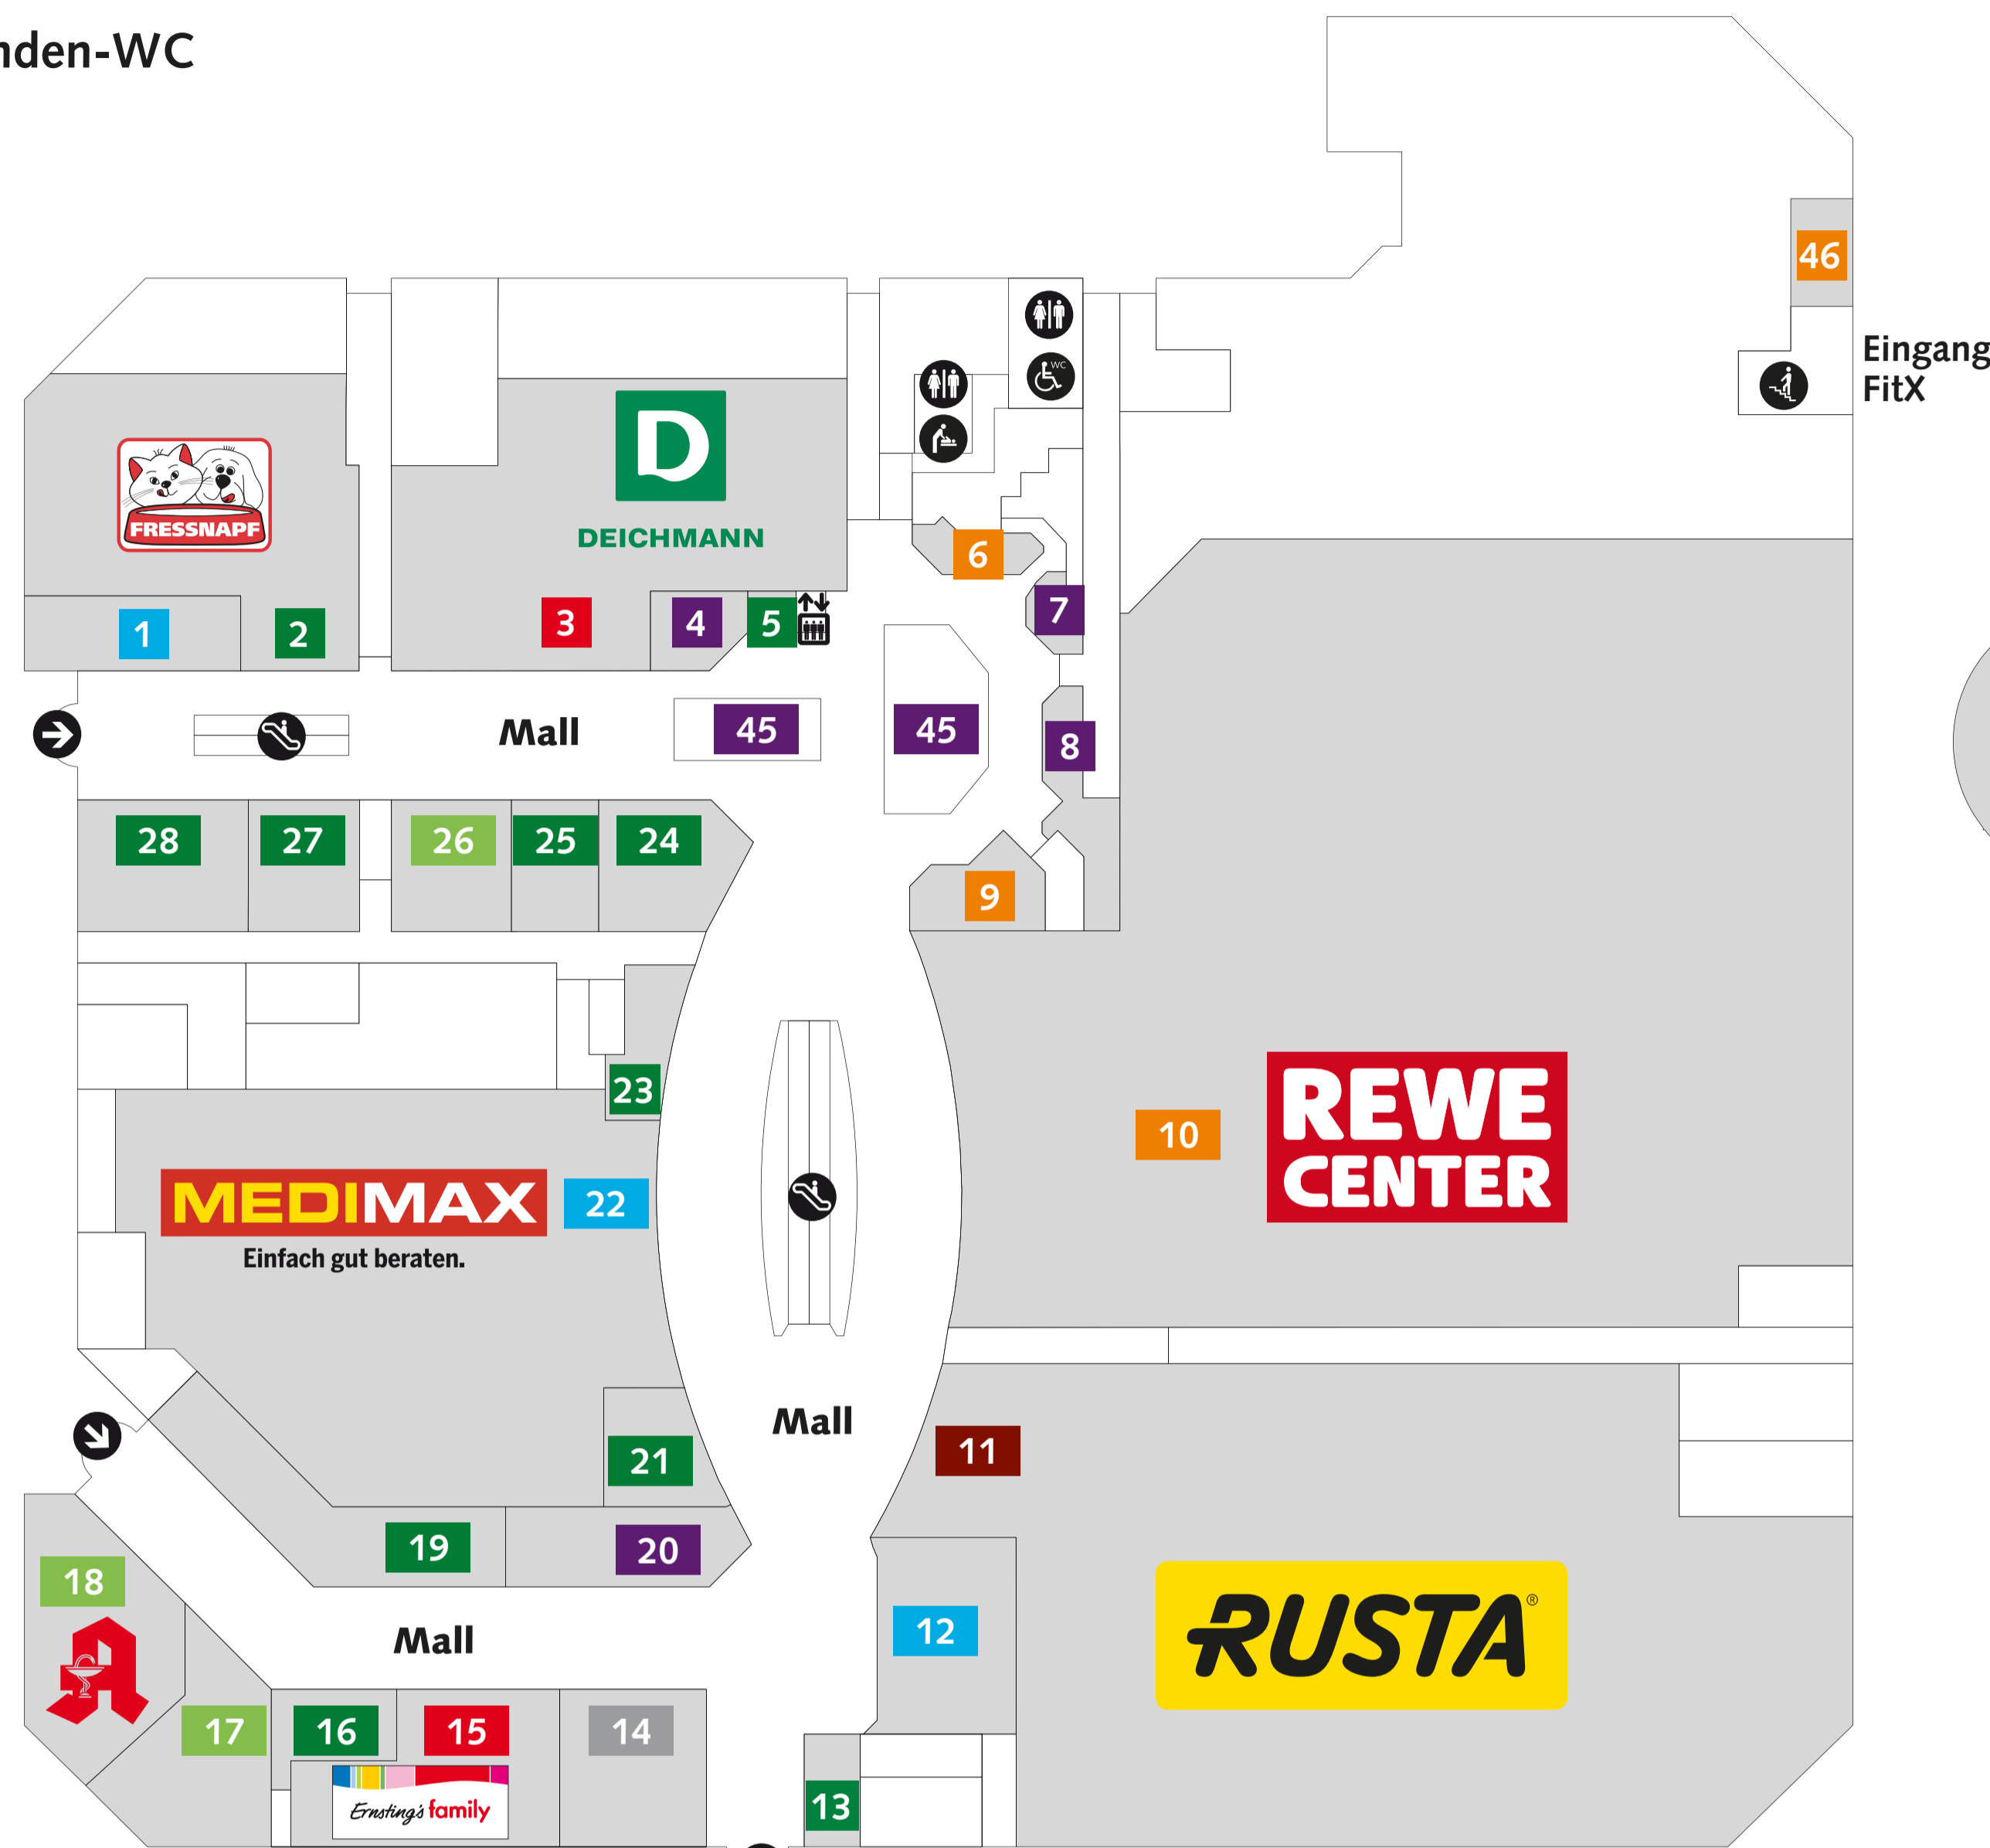 nden-WC
46
Eingang
FitX
WC
FRESSNAPF
D
DEICHMANN
6
7
1
2
3
4
5
Mall
45
45
8
28
27
26
25
24
9
23
10
REWE
CENTER
MEDIMAX
22
Einfach gut beraten.
Mall
11
21
19
20
18
12
RUSTA®
Mall
17
16
15
14
13
Ernsting's family